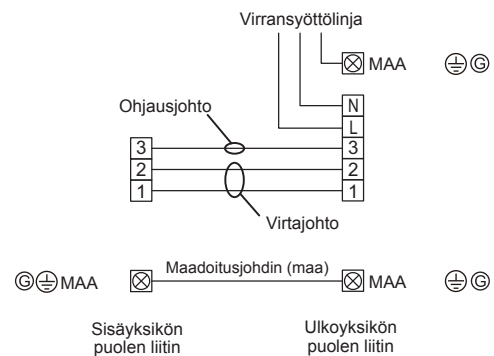 Virransyöttölinja
MAA G
Ohjausjohto
N
L
3 3
2 2
1 1
Virtajohto
G MAA Maadoitusjohdin (maa) MAA G
Sisäyksikön
puolen liitin
Ulkoyksikön
puolen liitin